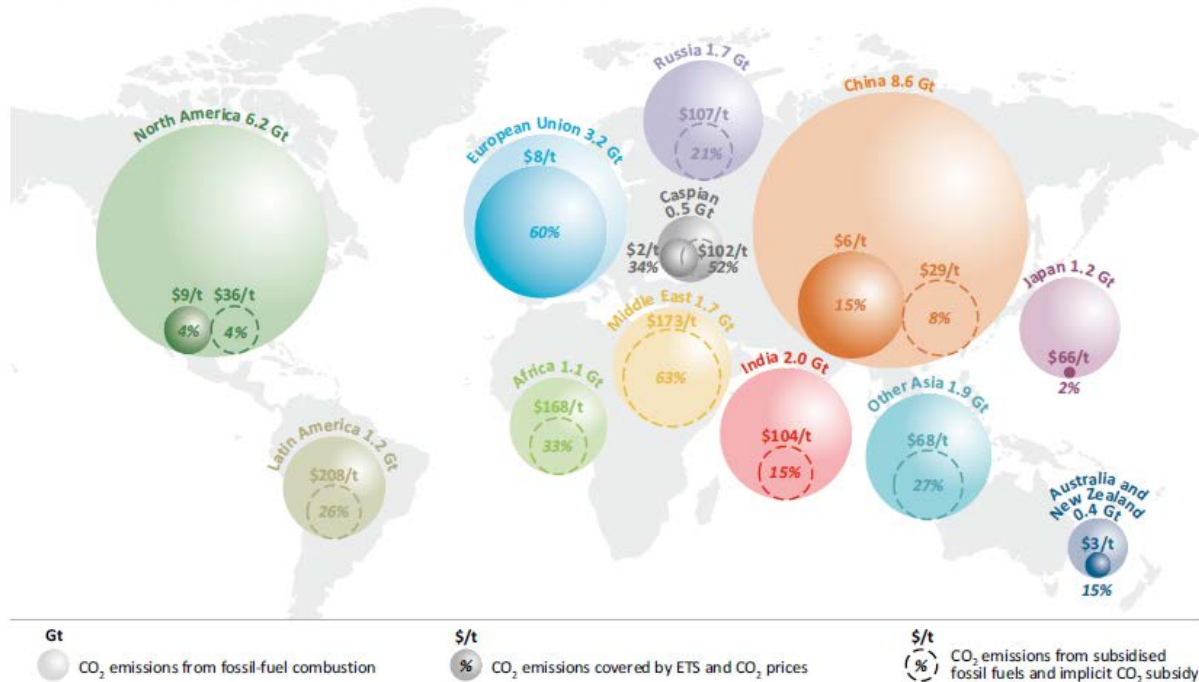 North America 6.2 Gt
$9/t $36/t
4% 4%
Latin America 1.2 Gt
$208/t
26%
European Union 3.2 Gt
$8/t
60%
Russia 1.7 Gt
$107/t
21%
Caspian
0.5 Gt
$2/t $102/t
34% 52%
Middle East 1.7 Gt
$173/t
63%
Africa 1.1 Gt
$168/t
33%
China 8.6 Gt
$6/t
15%
$29/t
8%
India 2.0 Gt
$104/t
15%
Japan 1.2 Gt
$66/t
2%
Other Asia 1.9 Gt
$68/t
27%
Australia and
New Zealand
0.4 Gt
$3/t
15%
Gt
CO₂ emissions from fossil-fuel combustion
$/t
% CO₂ emissions covered by ETS and CO₂ prices
$/t
% CO₂ emissions from subsidised
fossil fuels and implicit CO₂ subsidy